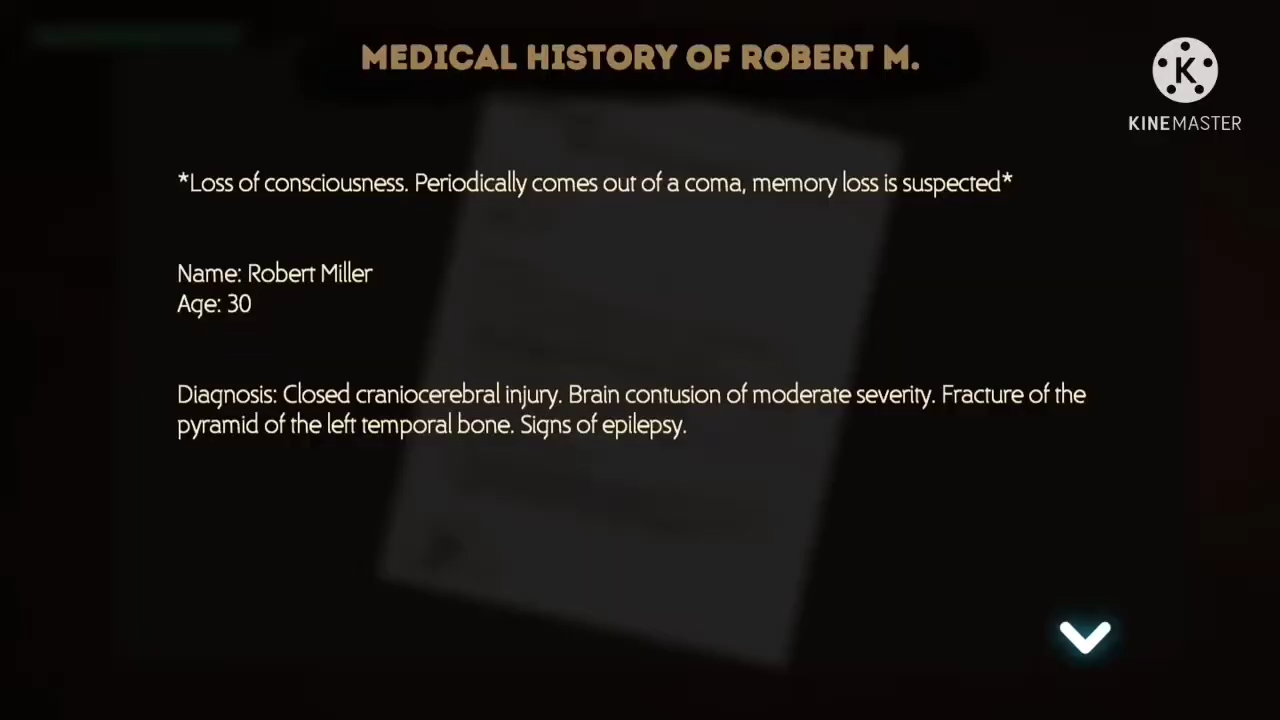 MEDICAL HISTORY OF ROBERT M.
K
KINEMASTER
*Loss of consciousness. Periodically comes out of a coma, memory loss is suspected*
Name: Robert Miller
Age: 30
Diagnosis: Closed craniocerebral injury. Brain contusion of moderate severity. Fracture of the
pyramid of the left temporal bone. Signs of epilepsy.